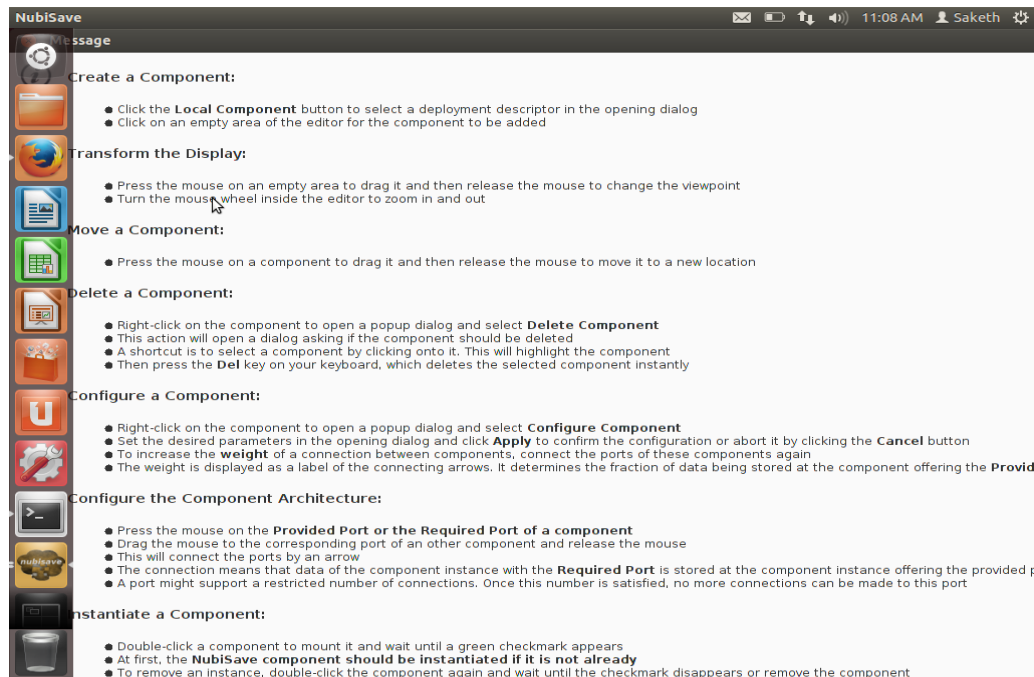 NubiSave
11:08 AM Saketh
Message
Create a Component:
Click the Local Component button to select a deployment descriptor in the opening dialog
Click on an empty area of the editor for the component to be added
Transform the Display:
Press the mouse on an empty area to drag it and then release the mouse to change the viewpoint
Turn the mouse wheel inside the editor to zoom in and out
Move a Component:
Press the mouse on a component to drag it and then release the mouse to move it to a new location
Delete a Component:
Right-click on the component to open a popup dialog and select Delete Component
This action will open a dialog asking if the component should be deleted
A shortcut is to select a component by clicking onto it. This will highlight the component
Then press the Del key on your keyboard, which deletes the selected component instantly
Configure a Component:
Right-click on the component to open a popup dialog and select Configure Component
Set the desired parameters in the opening dialog and click Apply to confirm the configuration or abort it by clicking the Cancel button
To increase the weight of a connection between components, connect the ports of these components again
The weight is displayed as a label of the connecting arrows. It determines the fraction of data being stored at the component offering the Provid
Configure the Component Architecture:
Press the mouse on the Provided Port or the Required Port of a component
Drag the mouse to the corresponding port of an other component and release the mouse
This will connect the ports by an arrow
The connection means that data of the component instance with the Required Port is stored at the component instance offering the provided p
A port might support a restricted number of connections. Once this number is satisfied, no more connections can be made to this port
nubisave
Instantiate a Component:
Double-click a component to mount it and wait until a green checkmark appears
At first, the NubiSave component should be instantiated if it is not already
To remove an instance, double-click the component again and wait until the checkmark disappears or remove the component